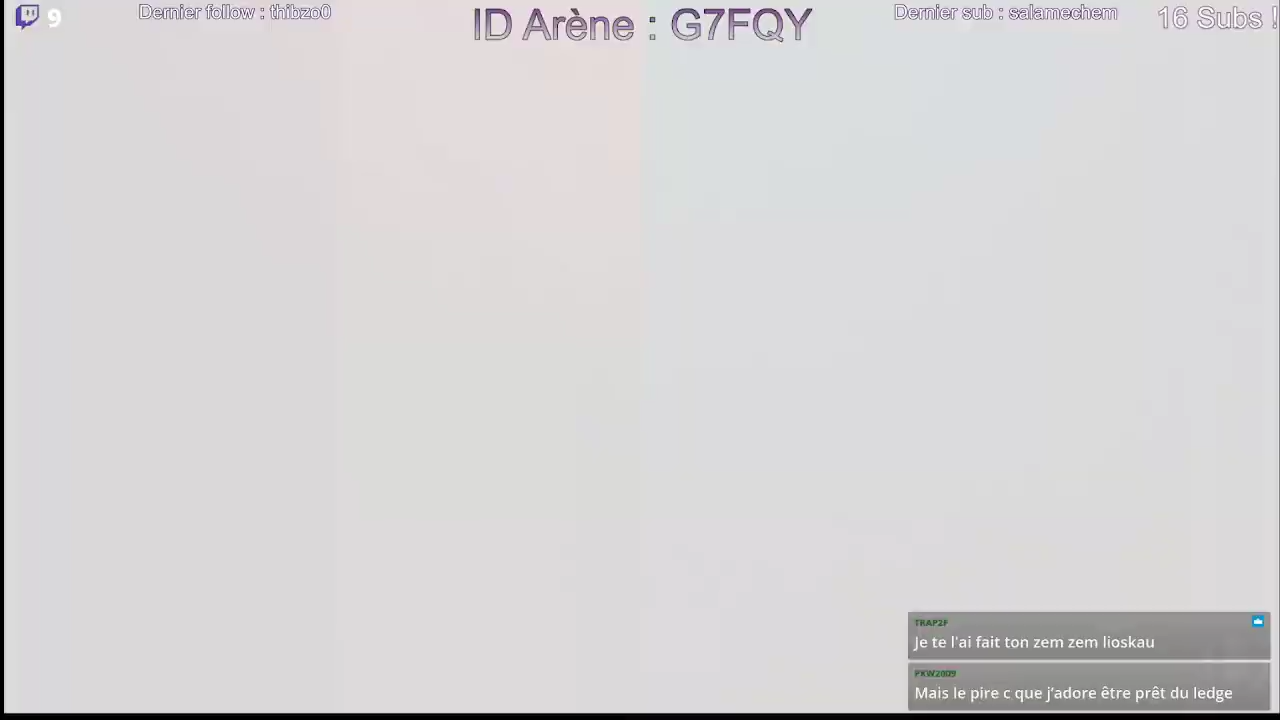 9
Dernier follow : thibzo0
ID Arène : G7FQY
Dernier sub : salamechem
16 Subs !
TRAP2F
Je te l'ai fait ton zem zem lioskau
PKW2009
Mais le pire c que j’adore être prêt du ledge